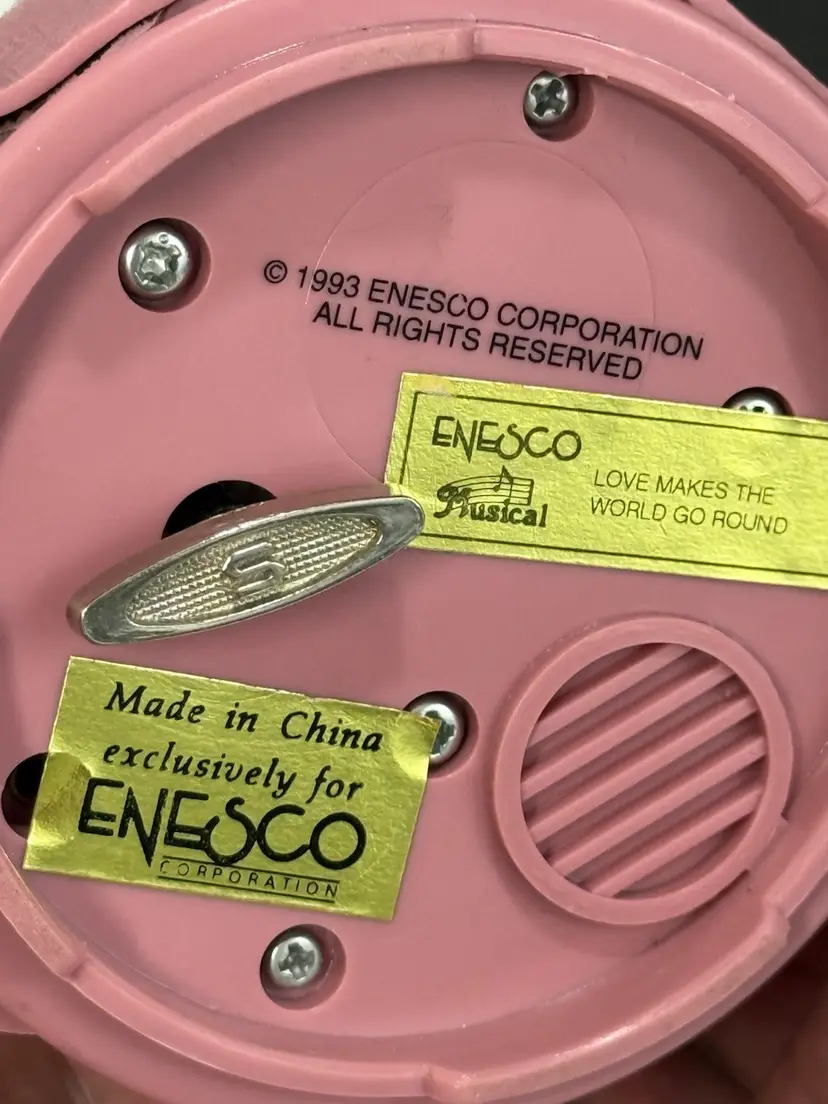 © 1993 ENESCO CORPORATION
ALL RIGHTS RESERVED
ENESCO
Musical
LOVE MAKES THE
WORLD GO ROUND
S
Made in China
exclusively for
ENESCO
CORPORATION